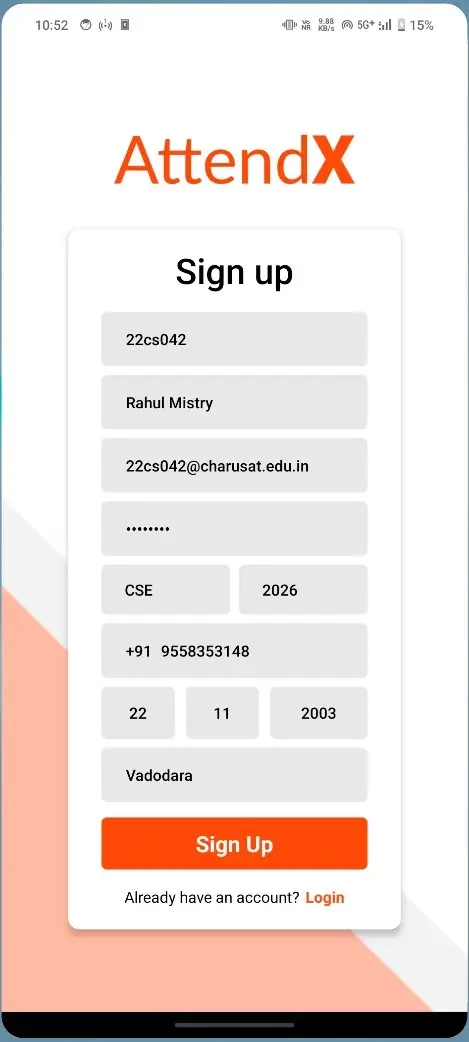 10:52 Vo NR 9.88 KB/s 5G+ 15%
AttendX
Sign up
22cs042
Rahul Mistry
22cs042@charusat.edu.in
••••••••
CSE 2026
+91 9558353148
22 11 2003
Vadodara
Sign Up
Already have an account? Login